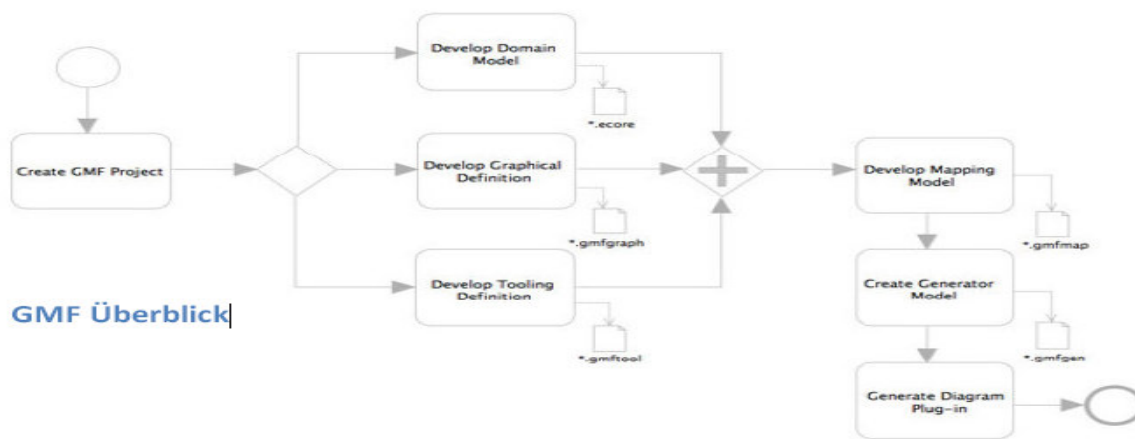 Develop Domain
Model
*.ecore
Create GMF Project
Develop Graphical
Definition
*.gmfgraph
Develop Tooling
Definition
*.gmftool
Develop Mapping
Model
*.gmfmap
Create Generator
Model
*.gmfgen
Generate Diagram
Plug-in
GMF Überblick